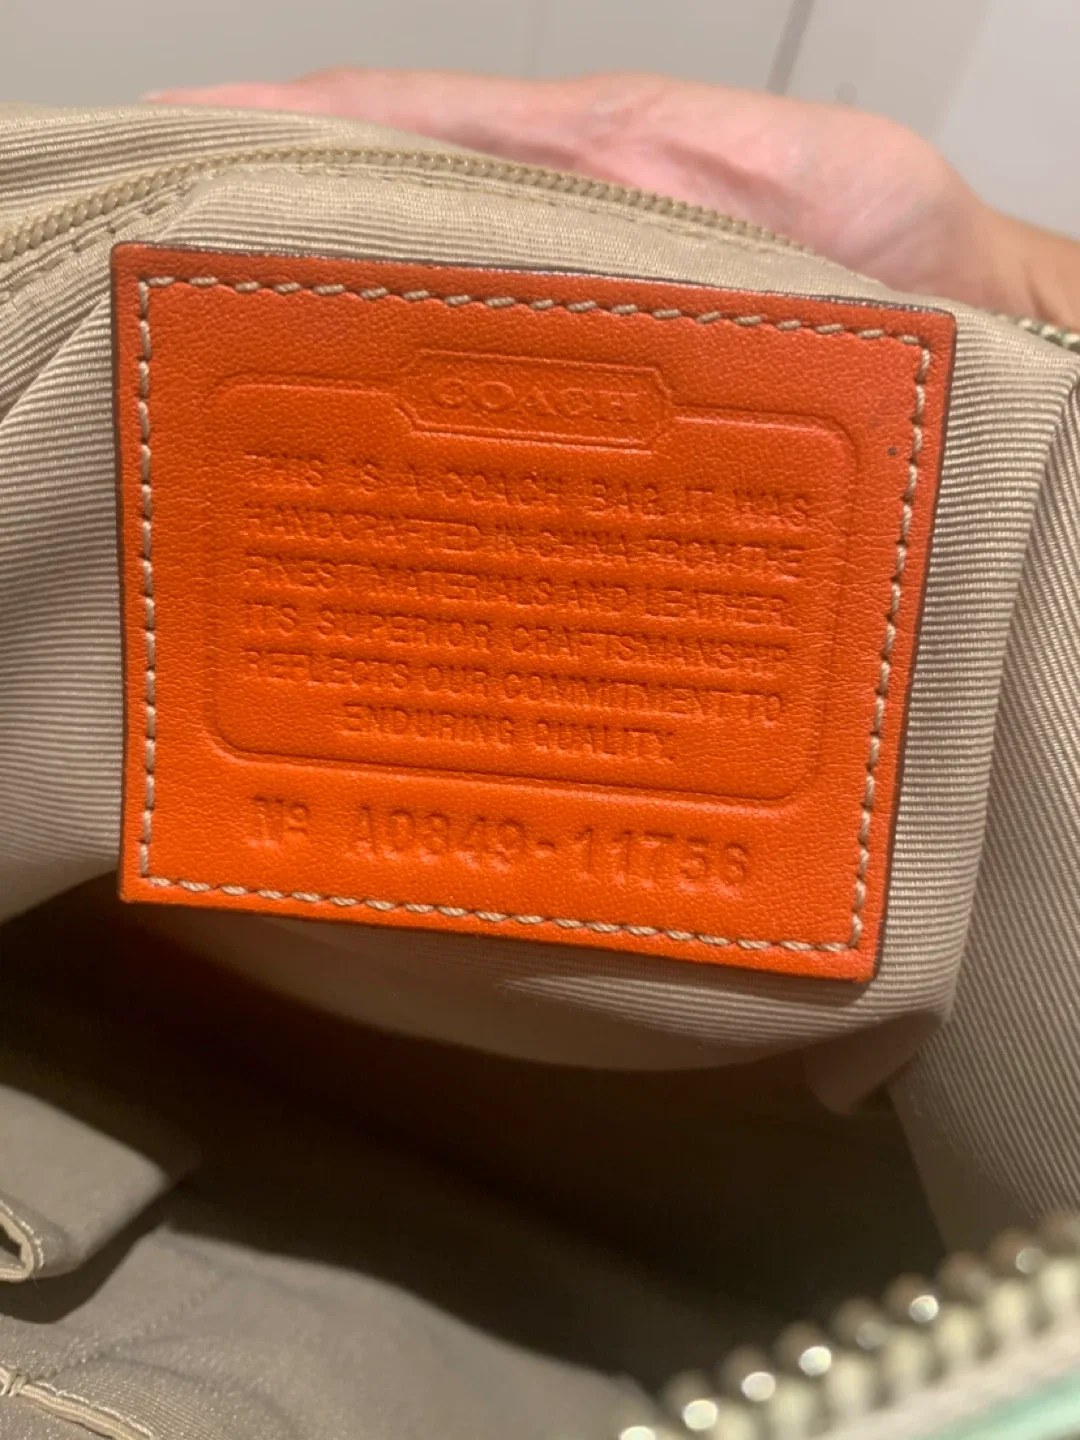 COACH
THIS IS A COACH BAG. IT WAS
HANDCRAFTED IN CHINA FROM THE
FINEST MATERIALS AND LEATHER.
ITS SUPERIOR CRAFTSMANSHIP
REFLECTS OUR COMMITMENT TO
ENDURING QUALITY.
Nº A0849-11756